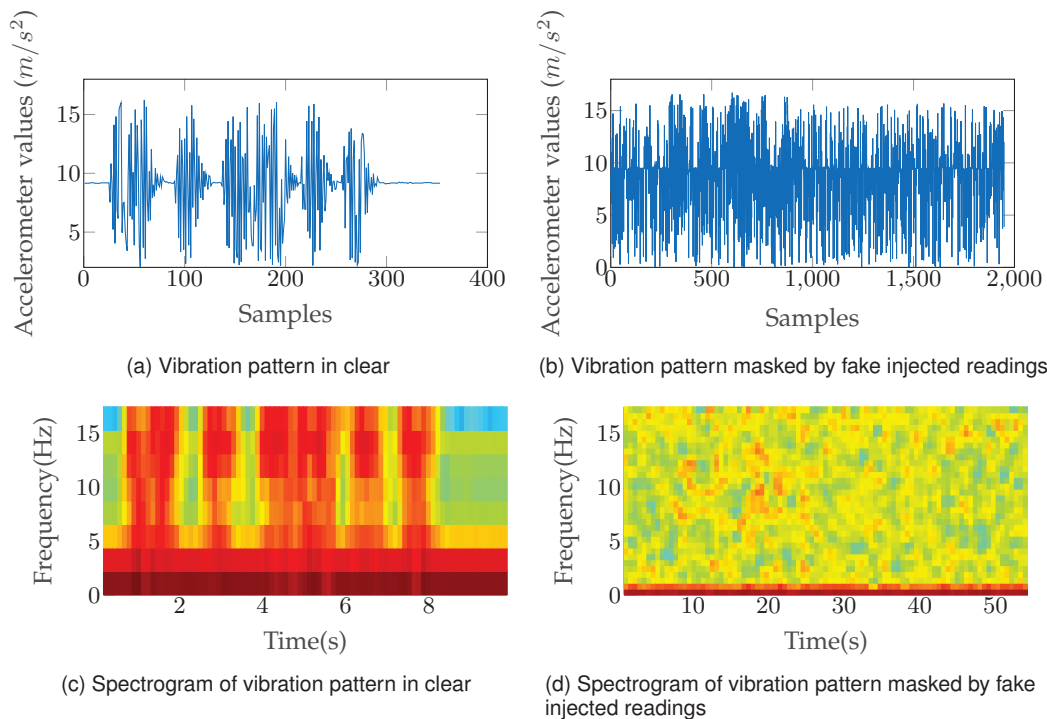 Accelerometer values (m/s²)
15
10
5
0
100
200
300
400
Samples
(a) Vibration pattern in clear
Accelerometer values (m/s²)
15
10
5
0
0
500
1,000
1,500
2,000
Samples
(b) Vibration pattern masked by fake injected readings
Frequency(Hz)
15
10
5
0
2
4
6
8
Time(s)
(c) Spectrogram of vibration pattern in clear
Frequency(Hz)
15
10
5
0
10
20
30
40
50
Time(s)
(d) Spectrogram of vibration pattern masked by fake
injected readings